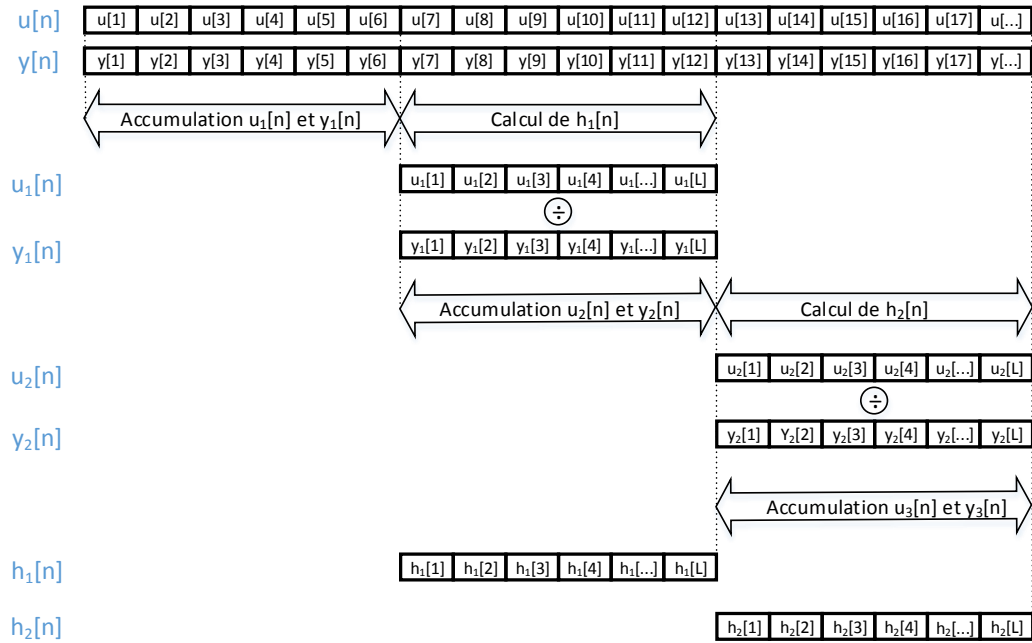 u[n] u[1] u[2] u[3] u[4] u[5] u[6] u[7] u[8] u[9] u[10] u[11] u[12] u[13] u[14] u[15] u[16] u[17] u[...]
y[n] y[1] y[2] y[3] y[4] y[5] y[6] y[7] y[8] y[9] y[10] y[11] y[12] y[13] y[14] y[15] y[16] y[17] y[...]
Accumulation u₁[n] et y₁[n] Calcul de h₁[n]
u₁[n] u₁[1] u₁[2] u₁[3] u₁[4] u₁[...] u₁[L]
÷
y₁[n] y₁[1] y₁[2] y₁[3] y₁[4] y₁[...] y₁[L]
Accumulation u₂[n] et y₂[n] Calcul de h₂[n]
u₂[n] u₂[1] u₂[2] u₂[3] u₂[4] u₂[...] u₂[L]
÷
y₂[n] y₂[1] Y₂[2] y₂[3] y₂[4] y₂[...] y₂[L]
Accumulation u₃[n] et y₃[n]
h₁[n] h₁[1] h₁[2] h₁[3] h₁[4] h₁[...] h₁[L]
h₂[n] h₂[1] h₂[2] h₂[3] h₂[4] h₂[...] h₂[L]